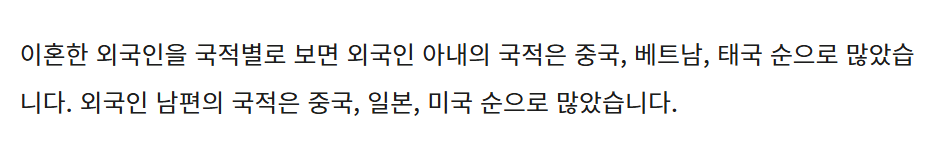 이혼한 외국인을 국적별로 보면 외국인 아내의 국적은 중국, 베트남, 태국 순으로 많았습
니다. 외국인 남편의 국적은 중국, 일본, 미국 순으로 많았습니다.